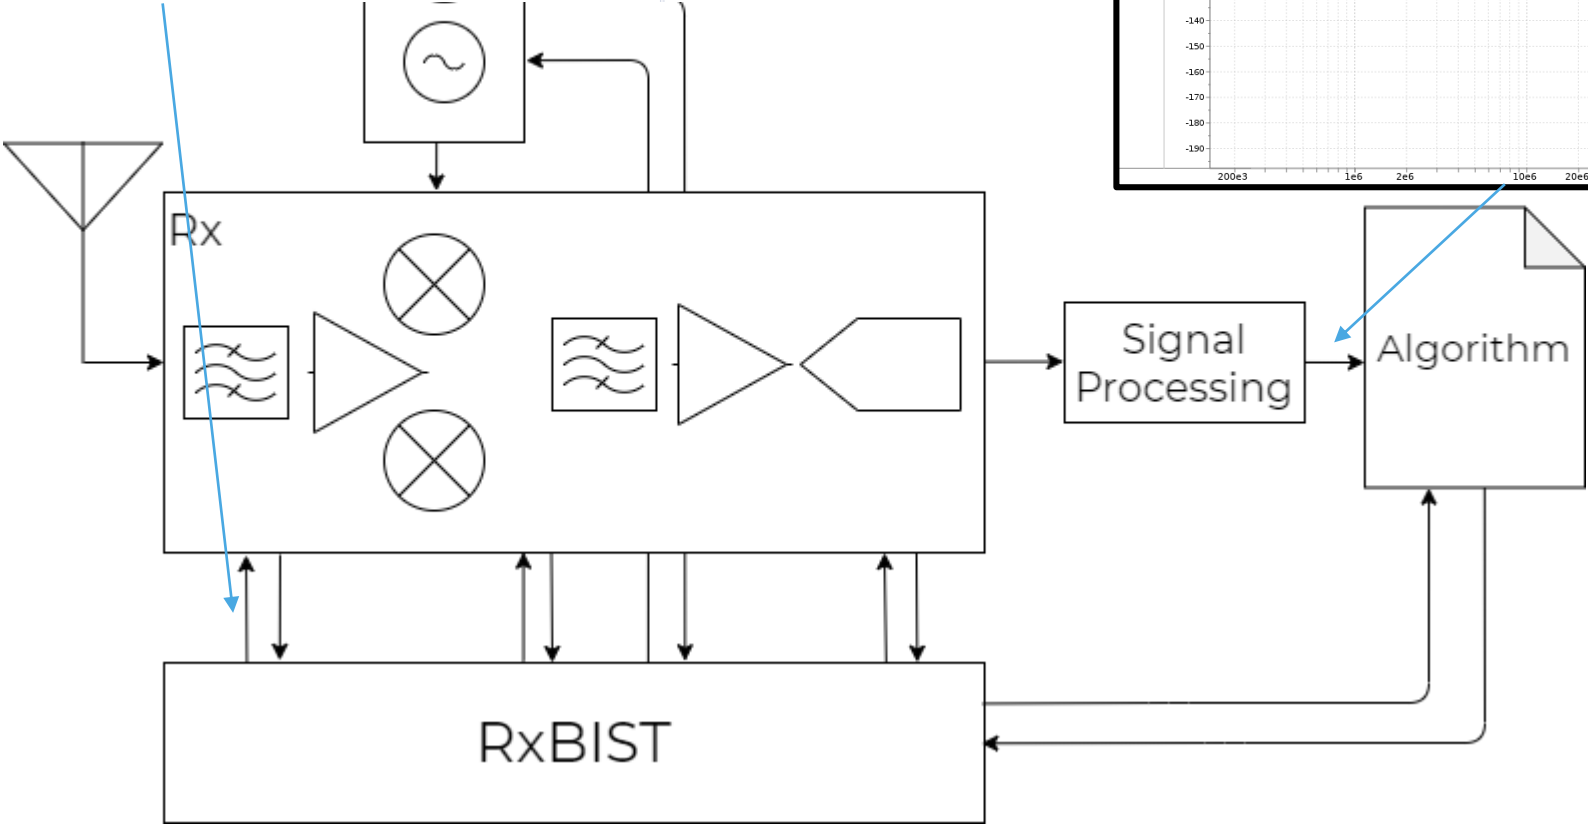 -140
-150
-160
-170
-180
-190
200e3 1e6 2e6 10e6 20e6
Rx
Signal
Processing
Algorithm
RxBIST